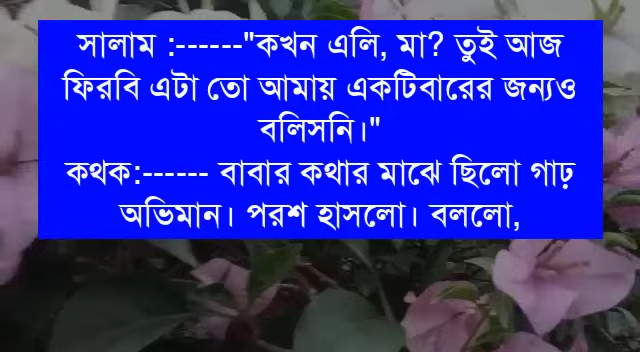 সালাম :------"কখন এলি, মা? তুই আজ
ফিরবি এটা তো আমায় একটিবারের জন্যও
বলিসনি।"
কথক:------ বাবার কথার মাঝে ছিলো গাঢ়
অভিমান। পরশ হাসলো। বললো,